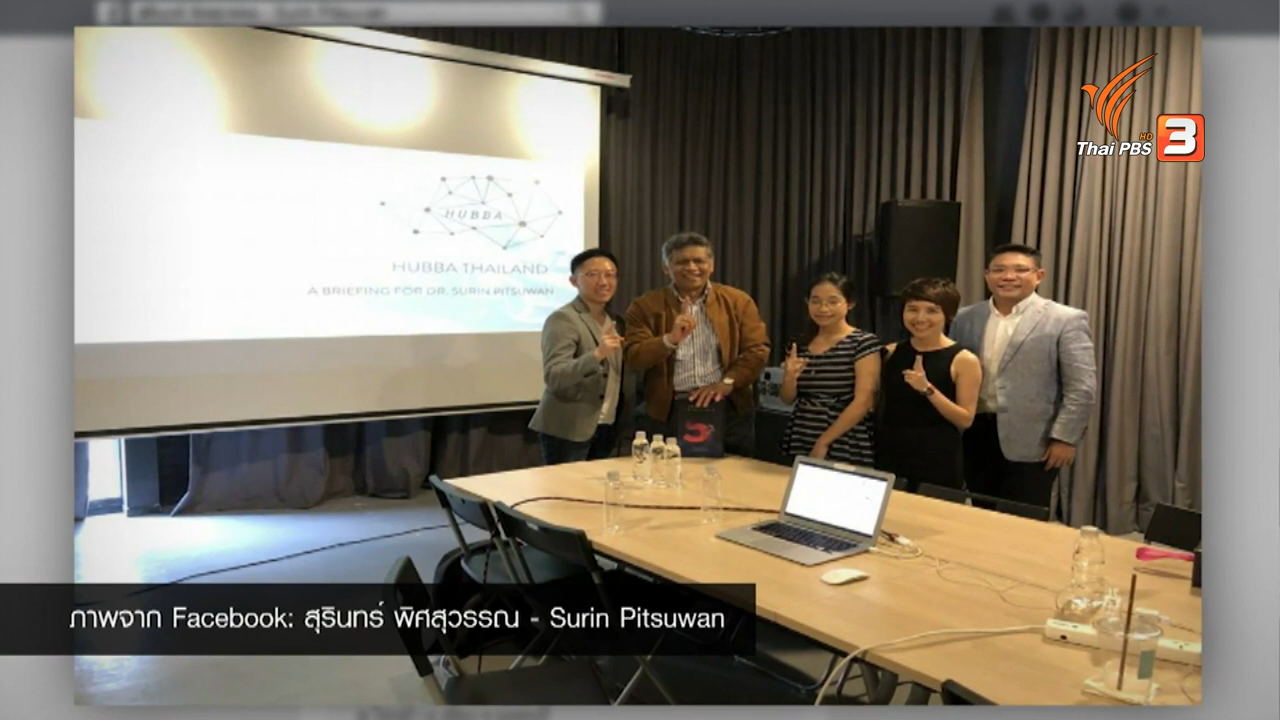 Thai PBS
HD
3
HUBBA
HUBBA THAILAND
A BRIEFING FOR DR. SURIN PITSUWAN
ภาพจาก Facebook: สุรินทร์ พิศสุวรรณ - Surin Pitsuwan